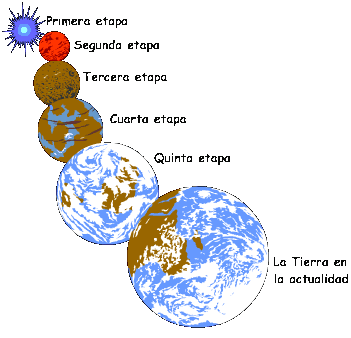 Primera etapa
Segunda etapa
Tercera etapa
Cuarta etapa
Quinta etapa
La Tierra en
la actualidad